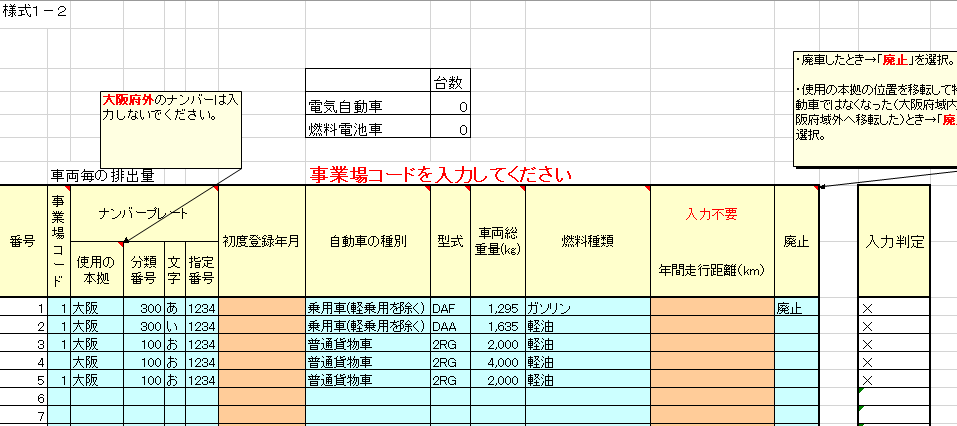 様式1－2
・廃車したとき→「廃止」を選択。
・使用の本拠の位置を移転して
動車ではなくなった(大阪府域内
阪府域外へ移転した)とき→「廃
選択。
台数
電気自動車 0
燃料電池車 0
大阪府外のナンバーは入
力しないでください。
車両毎の排出量
事業場コードを入力してください
番号 事業場コード ナンバープレート 初度登録年月 自動車の種別 型式 車両総重量(kg) 燃料種類 入力不要 年間走行距離(km) 廃止 入力判定
使用の本拠 分類番号 文字 指定番号
1 1 大阪 300 あ 1234 乗用車(軽乗用を除く) DAF 1,295 ガソリン 廃止 ×
2 1 大阪 300 い 1234 乗用車(軽乗用を除く) DAA 1,635 軽油 ×
3 1 大阪 100 お 1234 普通貨物車 2RG 2,000 軽油 ×
4 大阪 100 お 1234 普通貨物車 2RG 4,000 軽油 ×
5 1 大阪 100 お 1234 普通貨物車 2RG 2,000 軽油 ×
6
7